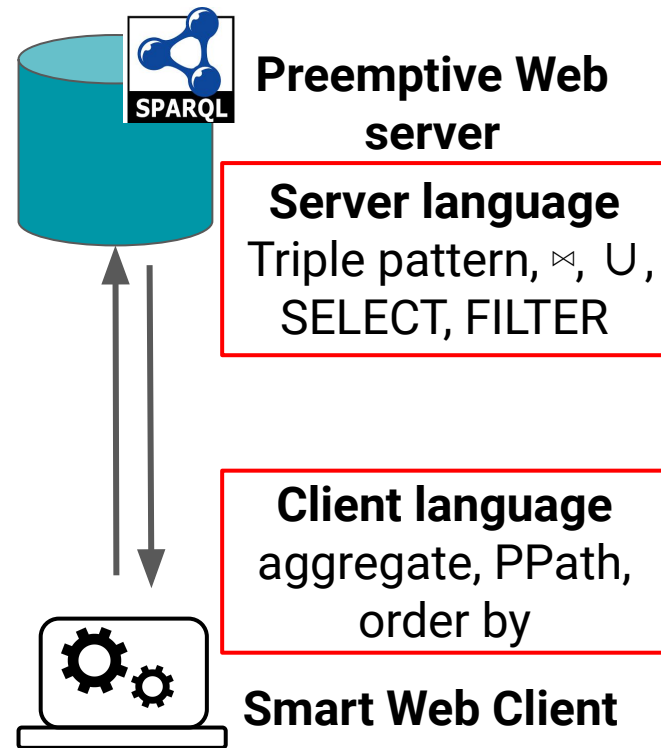 SPARQL
Preemptive Web
server
Server language
Triple pattern, ⋈, ∪,
SELECT, FILTER
Client language
aggregate, PPath,
order by
Smart Web Client